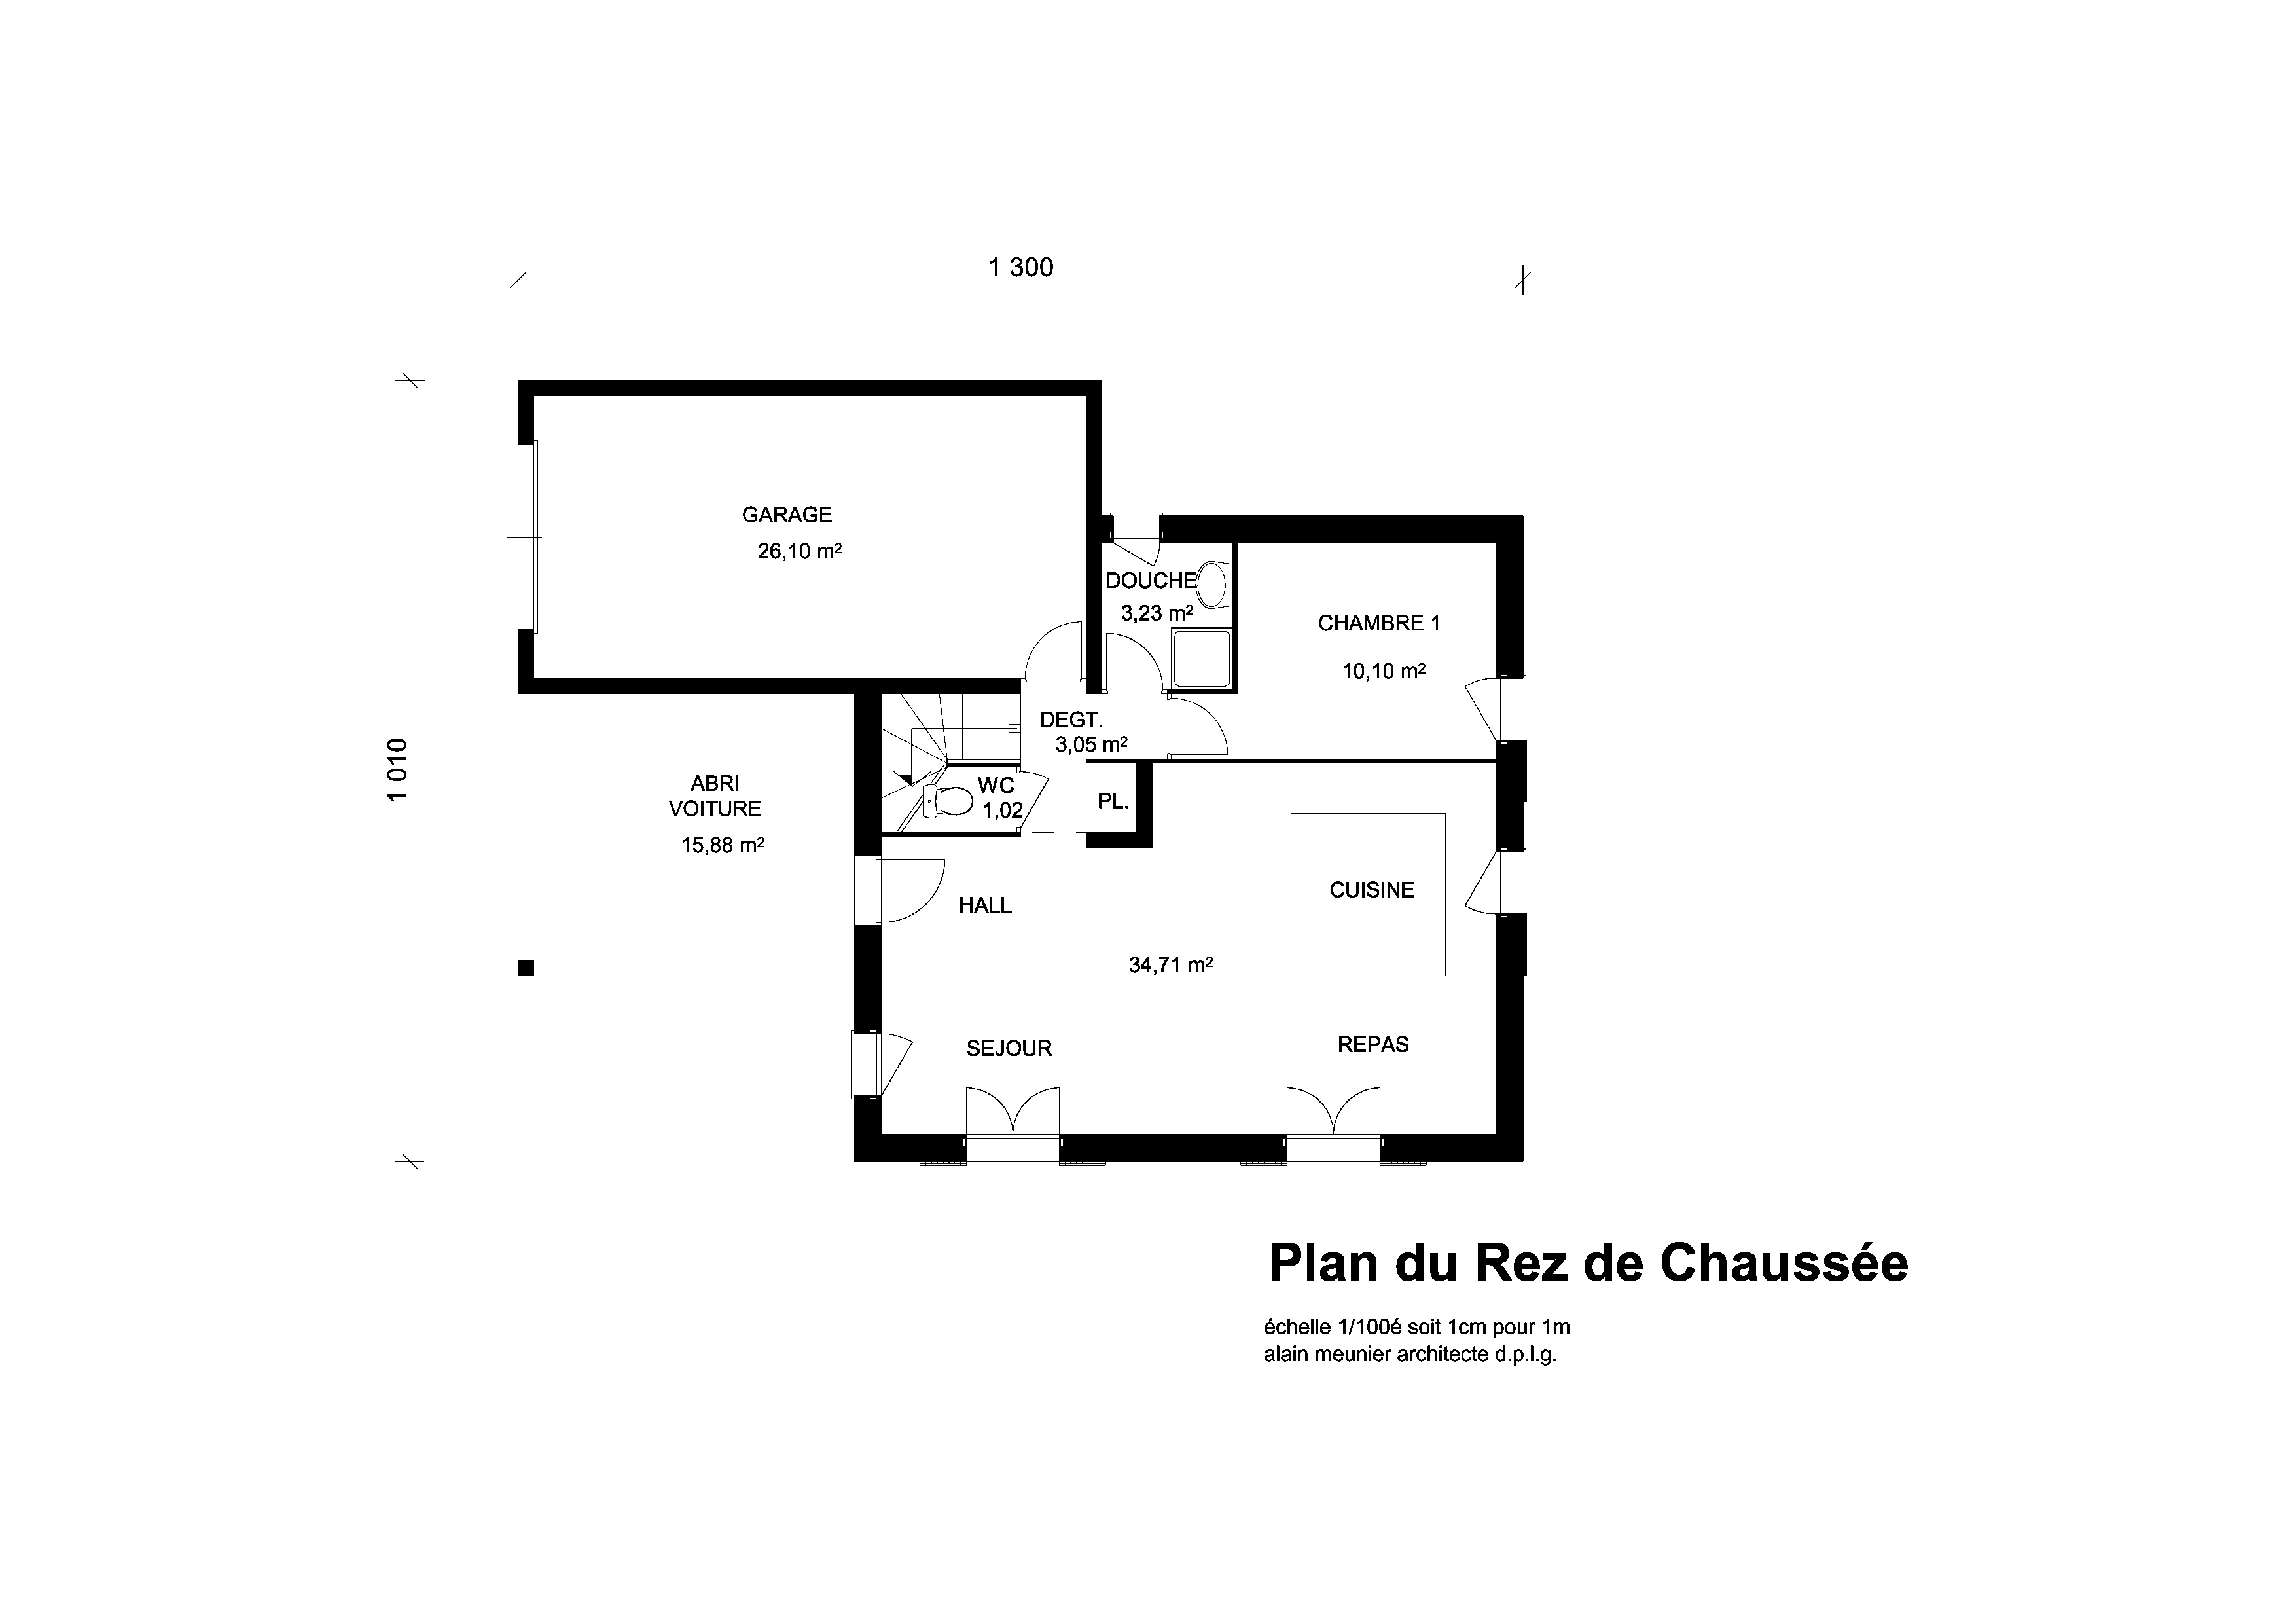 1 300
1 010
GARAGE
26,10 m²
DOUCHE
3,23 m²
CHAMBRE 1
10,10 m²
DEGT.
3,05 m²
ABRI
VOITURE
15,88 m²
WC
1,02
PL.
HALL
CUISINE
34,71 m²
SEJOUR
REPAS
Plan du Rez de Chaussée
échelle 1/100é soit 1cm pour 1m
alain meunier architecte d.p.l.g.